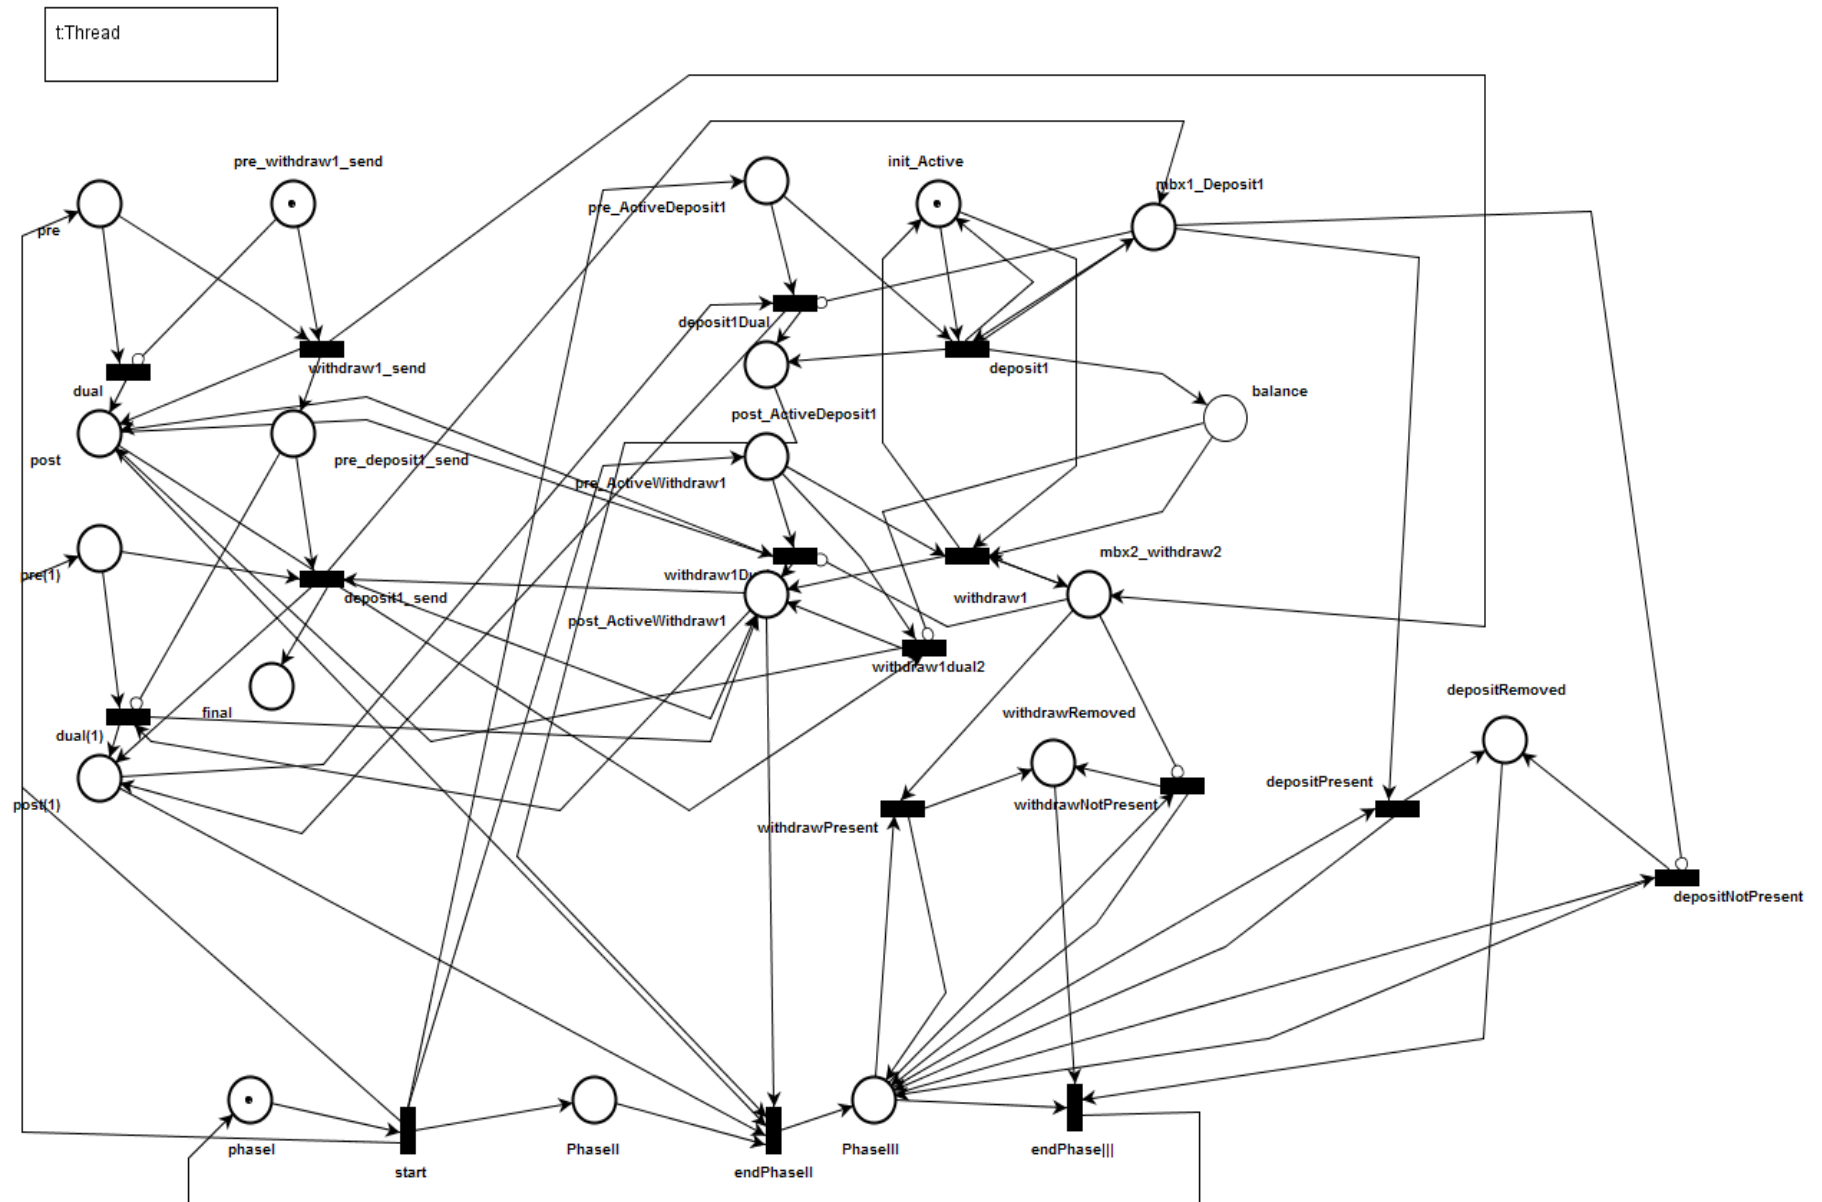 t:Thread
pre_withdraw1_send
init_Active
mbx1_Deposit1
pre_ActiveDeposit1
pre
deposit1Dual
withdraw1_send
deposit1
dual
balance
post_ActiveDeposit1
post
pre_deposit1_send
pre_ActiveWithdraw1
mbx2_withdraw2
pre(1)
withdraw1Du
deposit1_send
withdraw1
post_ActiveWithdraw1
withdraw1dual2
depositRemoved
final
withdrawRemoved
dual(1)
depositPresent
post(1)
withdrawNotPresent
withdrawPresent
depositNotPresent
phaseI
PhaseII
PhaseIII
endPhase|||
start
endPhaseII